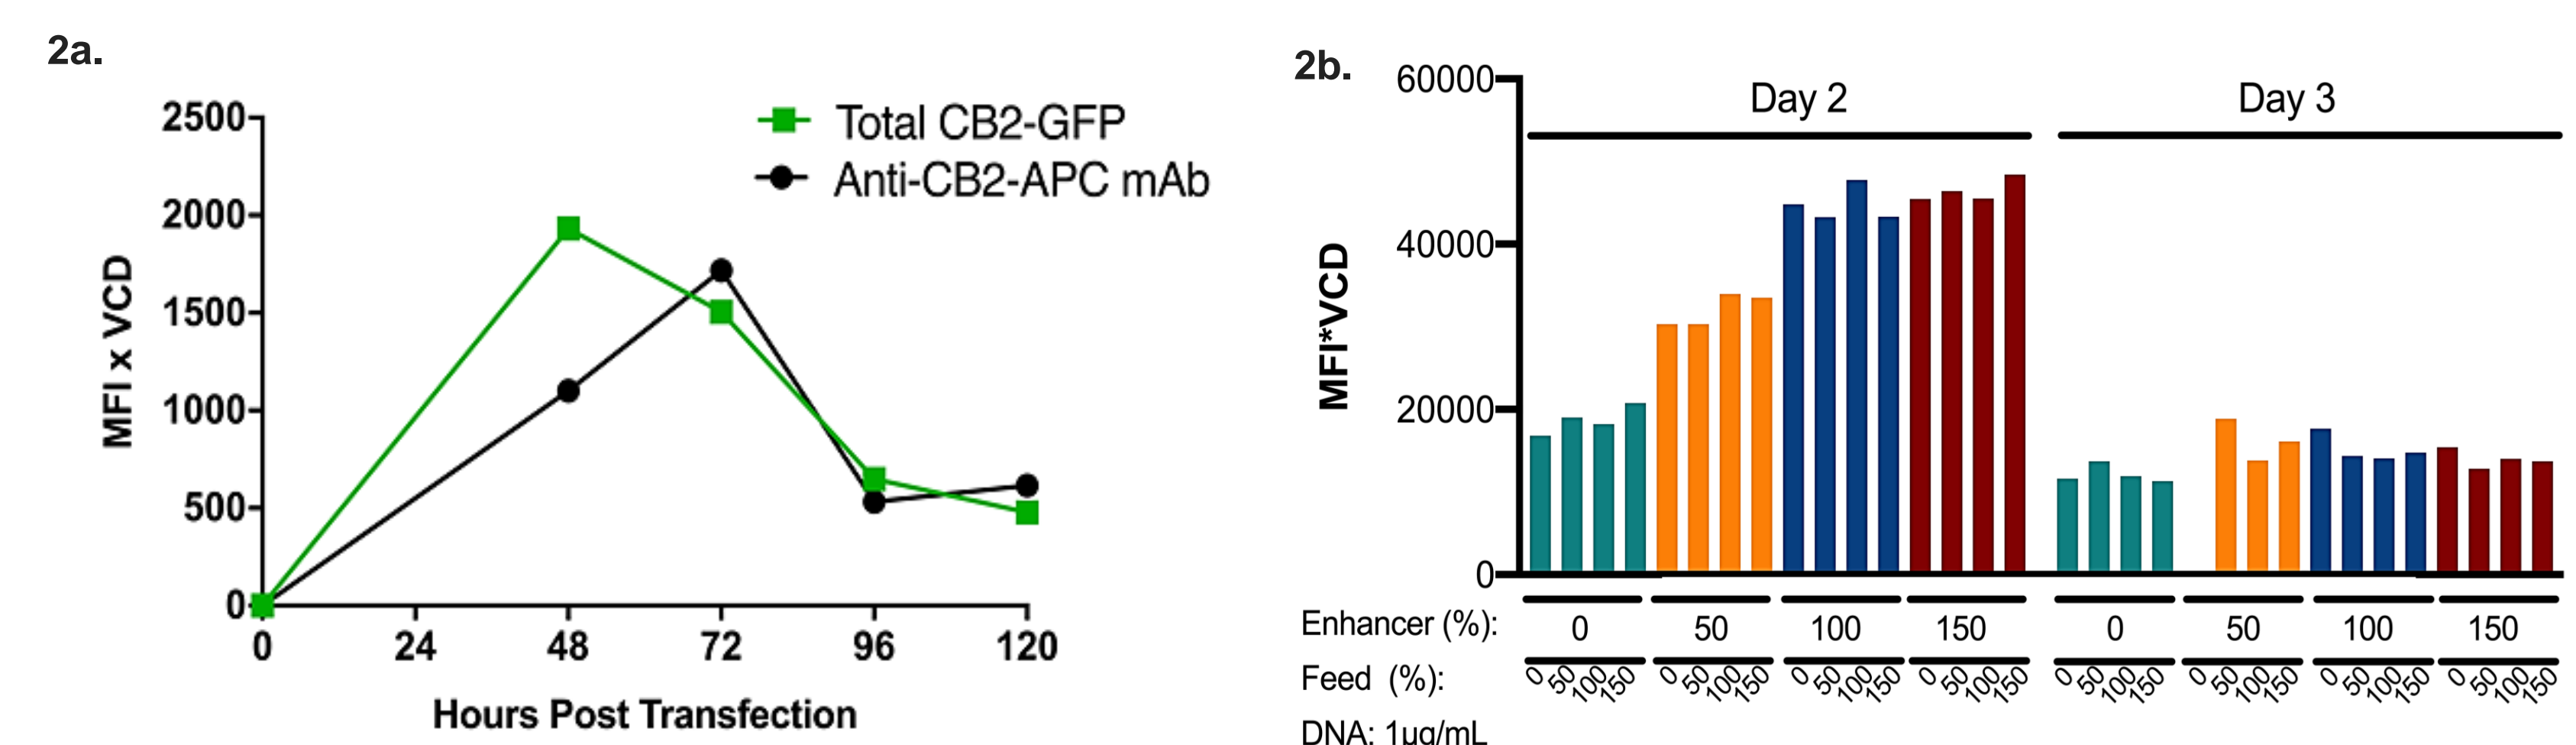 2a.
2500
2000
1500
1000
500
0
MFI x VCD
Total CB2-GFP
Anti-CB2-APC mAb
0 24 48 72 96 120
Hours Post Transfection
2b.
60000
40000
20000
0
MFI*VCD
Day 2 Day 3
Enhancer (%): 0 50 100 150 0 50 100 150
Feed (%): 0 50 100 150 0 50 100 150 0 50 100 150 0 50 100 150 0 50 100 150 0 50 100 150 0 50 100 150 0 50 100 150
DNA: 1µg/mL